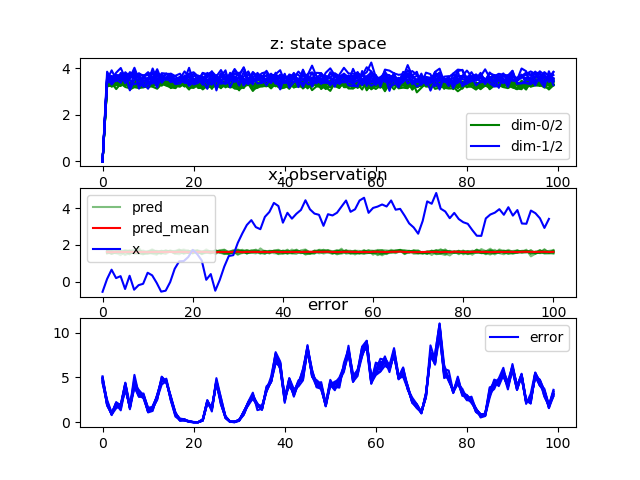 z: state space
4
2
0
dim-0/2
dim-1/2
0 20 40 60 80 100
x: observation
4
2
0
pred
pred_mean
x
0 20 40 60 80 100
error
10
5
0
error
0 20 40 60 80 100